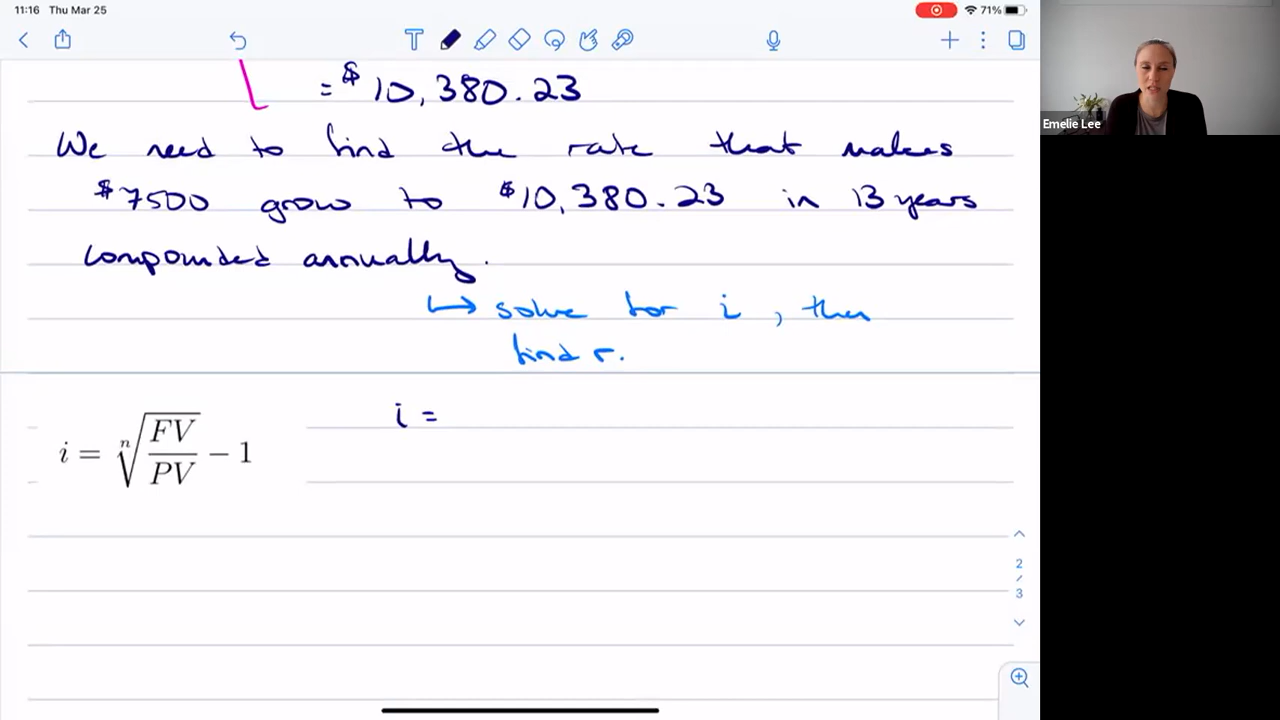 11:16 Thu Mar 25
71%
= $10,380.23
We need to find the rate that makes
$7500 grow to $10,380.23 in 13 years
compounded annually.
↳ solve for i, then
find r.
i = \sqrt[n]{\frac{FV}{PV}} - 1
i =
2
/
3
Emelie Lee